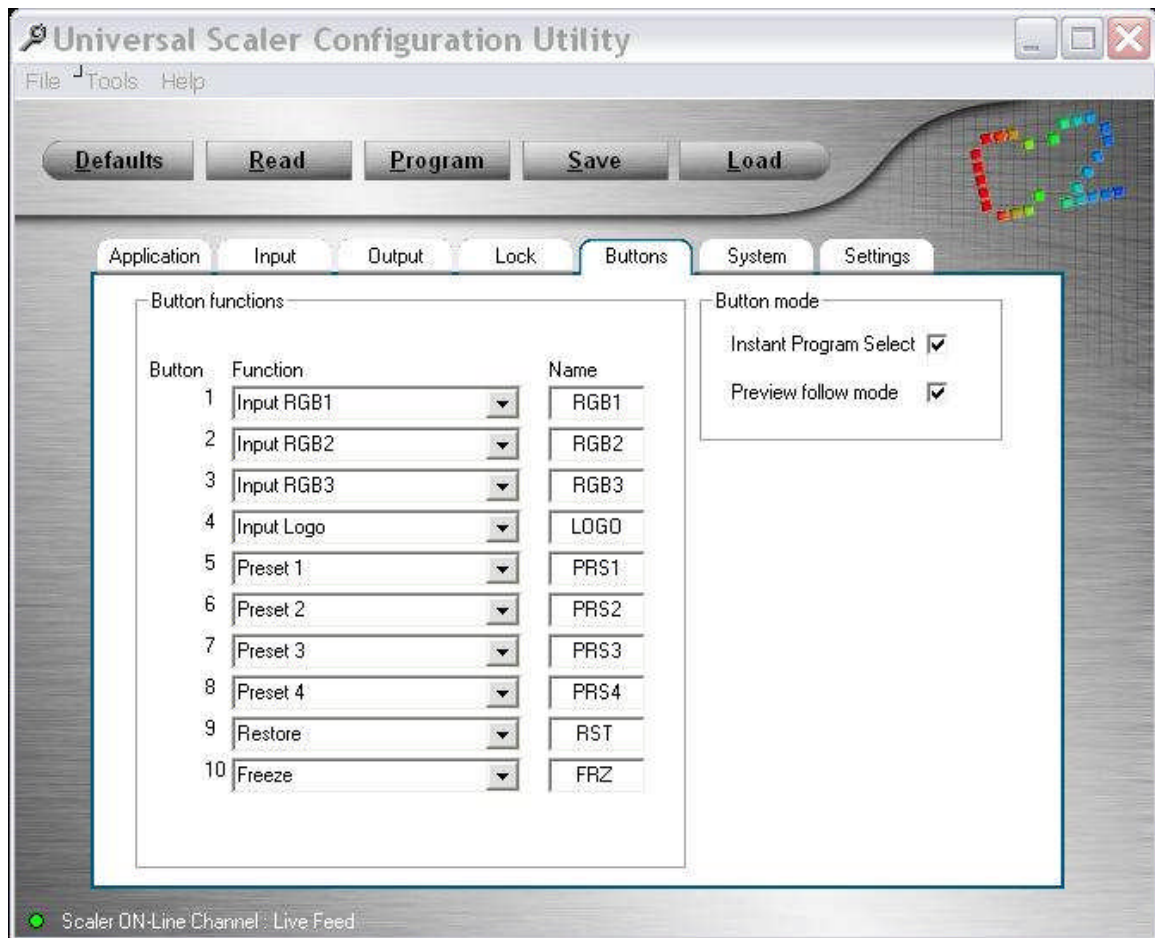 Universal Scaler Configuration Utility
File Tools Help
Defaults Read Program Save Load
C2
Application Input Output Lock Buttons System Settings
Button functions
Button Function Name
1 Input RGB1 RGB1
2 Input RGB2 RGB2
3 Input RGB3 RGB3
4 Input Logo LOGO
5 Preset 1 PRS1
6 Preset 2 PRS2
7 Preset 3 PRS3
8 Preset 4 PRS4
9 Restore RST
10 Freeze FRZ
Button mode
Instant Program Select
Preview follow mode
Scaler ON-Line Channel : Live Feed